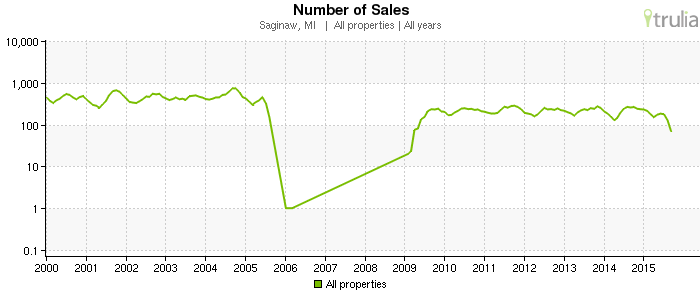 Number of Sales
trulia
Saginaw, MI | All properties | All years
10,000
1,000
100
10
1
0.1
2000 2001 2002 2003 2004 2005 2006 2007 2008 2009 2010 2011 2012 2013 2014 2015
All properties